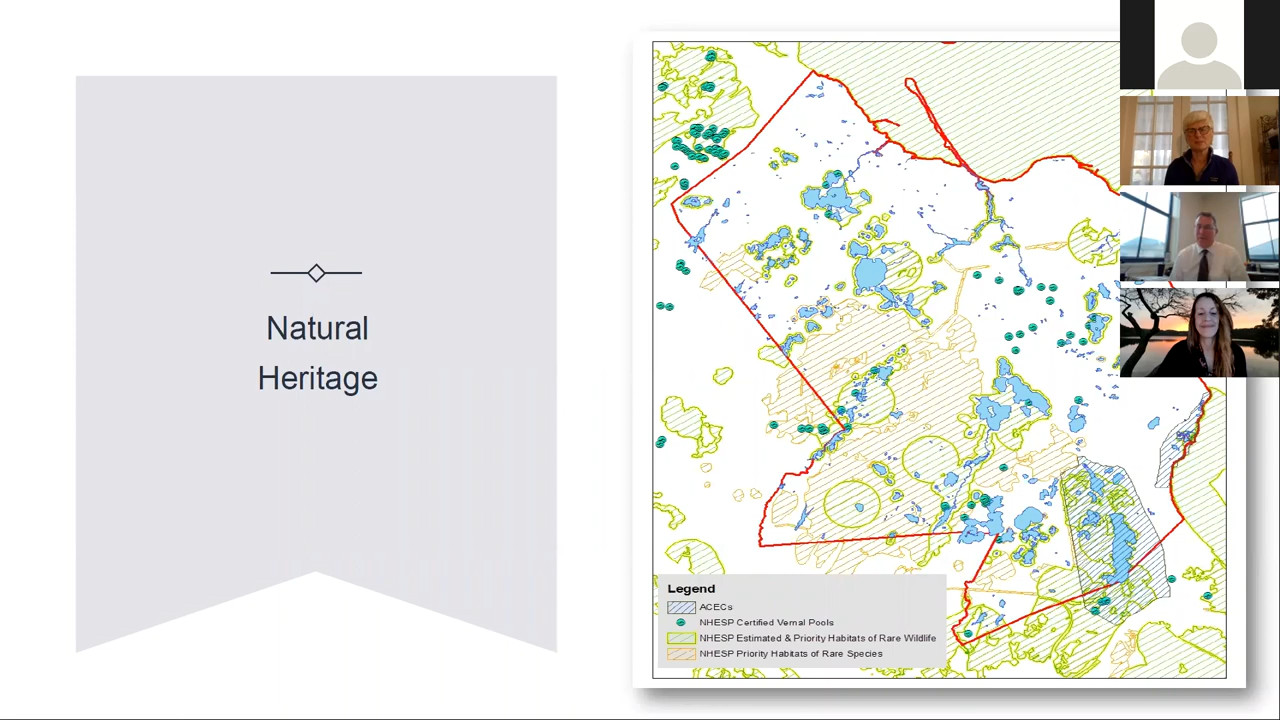 Natural
Heritage
Legend
ACECs
NHESP Certified Vernal Pools
NHESP Estimated & Priority Habitats of Rare Wildlife
NHESP Priority Habitats of Rare Species